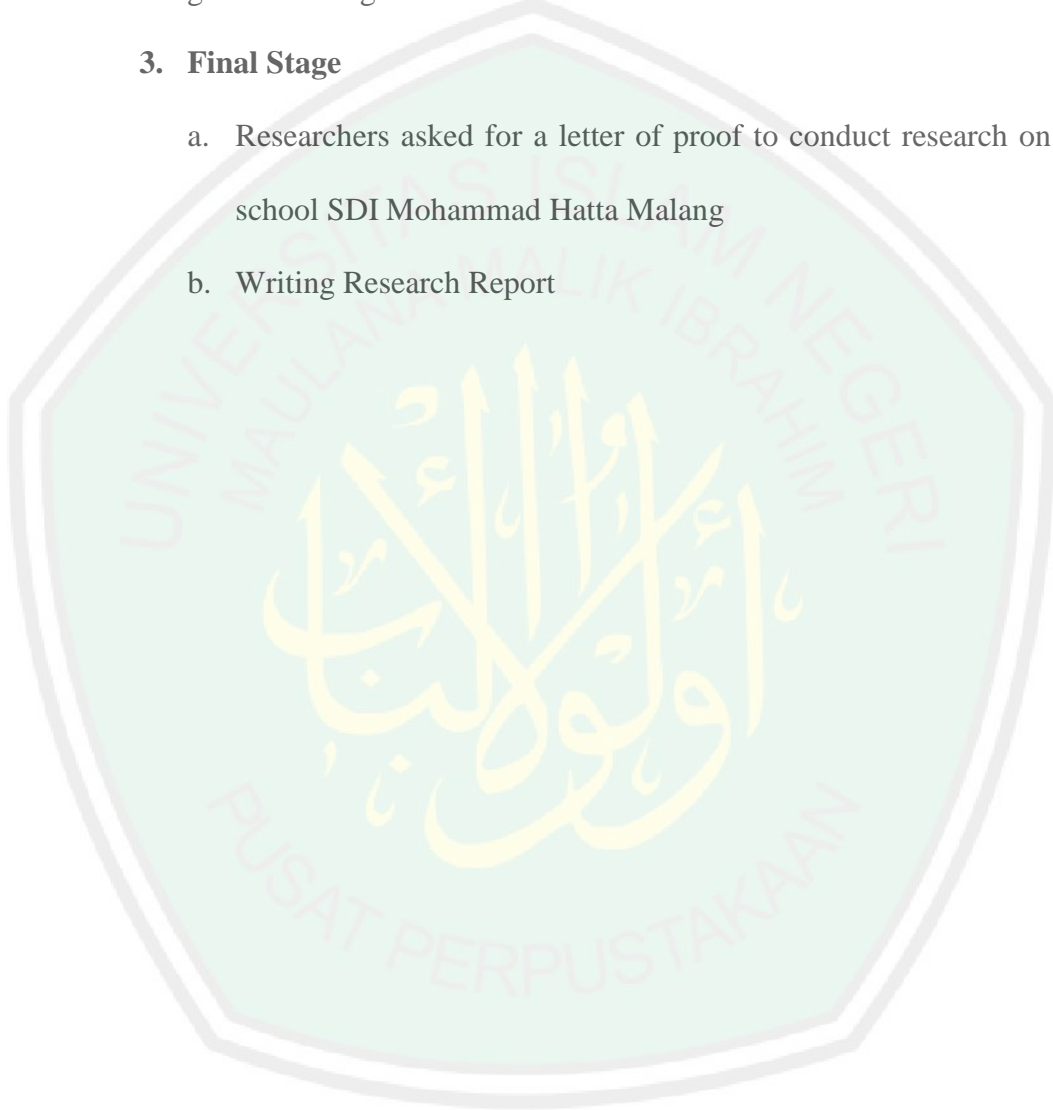 3. Final Stage
a. Researchers asked for a letter of proof to conduct research on
school SDI Mohammad Hatta Malang
b. Writing Research Report
UNIVERSITAS ISLAM NEGERI
MAULANA MALIK IBRAHIM
PUSAT PERPUSTAKAAN